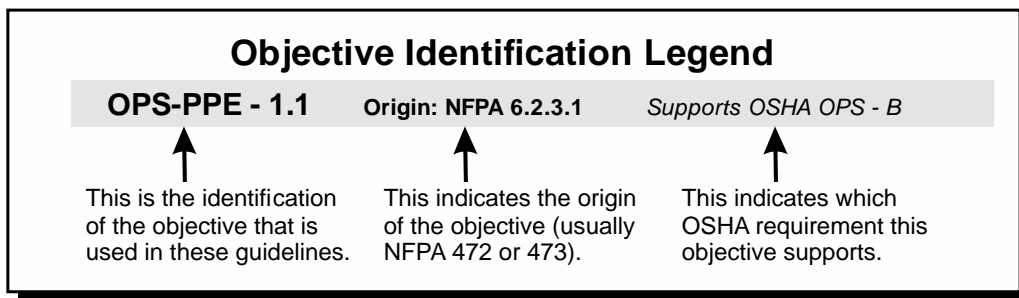 Objective Identification Legend
OPS-PPE - 1.1 Origin: NFPA 6.2.3.1 Supports OSHA OPS - B
This is the identification
of the objective that is
used in these guidelines.
This indicates the origin
of the objective (usually
NFPA 472 or 473).
This indicates which
OSHA requirement this
objective supports.